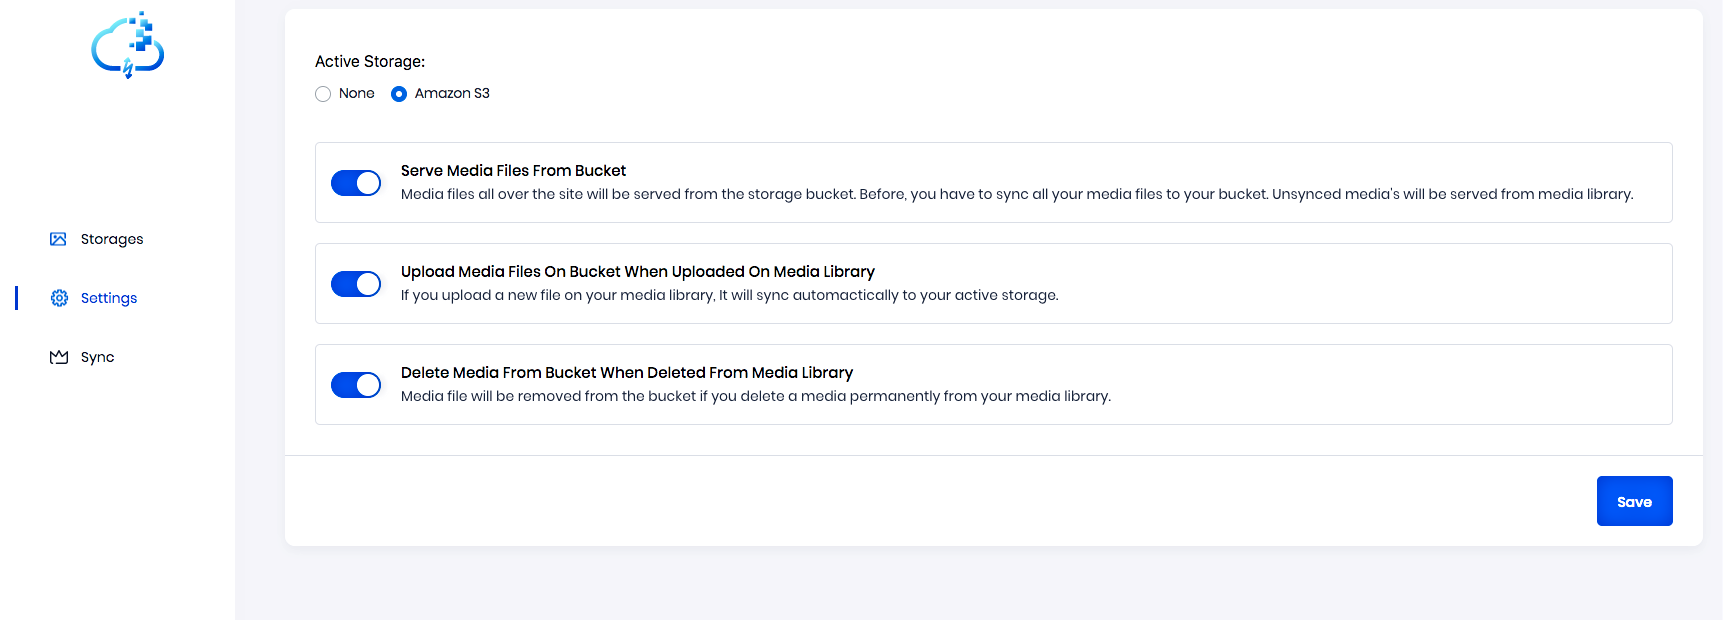 Active Storage:
None Amazon S3
Serve Media Files From Bucket
Media files all over the site will be served from the storage bucket. Before, you have to sync all your media files to your bucket. Unsynced media's will be served from media library.
Storages
Upload Media Files On Bucket When Uploaded On Media Library
If you upload a new file on your media library, It will sync automactically to your active storage.
Settings
Sync
Delete Media From Bucket When Deleted From Media Library
Media file will be removed from the bucket if you delete a media permanently from your media library.
Save